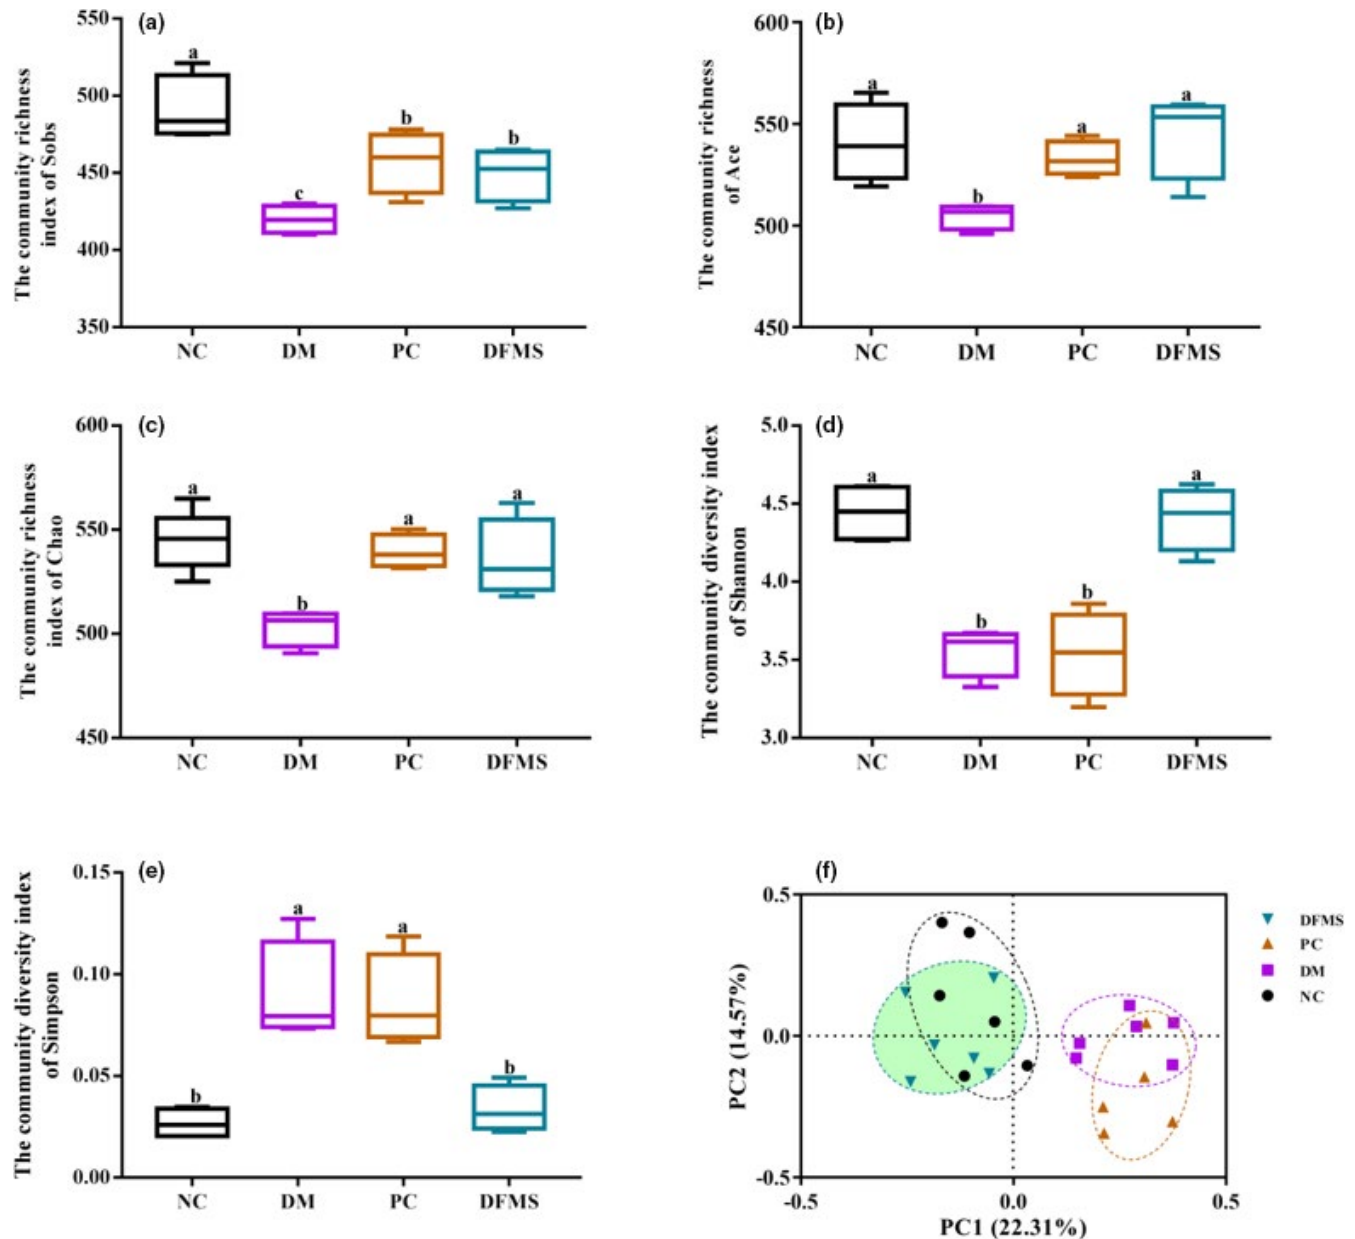 (a)
The community richness
index of Sobs
550
500
450
400
350
a
c
b
b
NC DM PC DFMS
(b)
The community richness
of Ace
600
550
500
450
a
b
a
a
NC DM PC DFMS
(c)
The community richness
index of Chao
600
550
500
450
a
b
a
a
NC DM PC DFMS
(d)
The community diversity index
of Shannon
5.0
4.5
4.0
3.5
3.0
a
b
b
a
NC DM PC DFMS
(e)
The community diversity index
of Simpson
0.15
0.10
0.05
0.00
b
a
a
b
NC DM PC DFMS
(f)
PC2 (14.57%)
0.5
0.0
-0.5
-0.5 0.0 0.5
PC1 (22.31%)
DFMS
PC
DM
NC